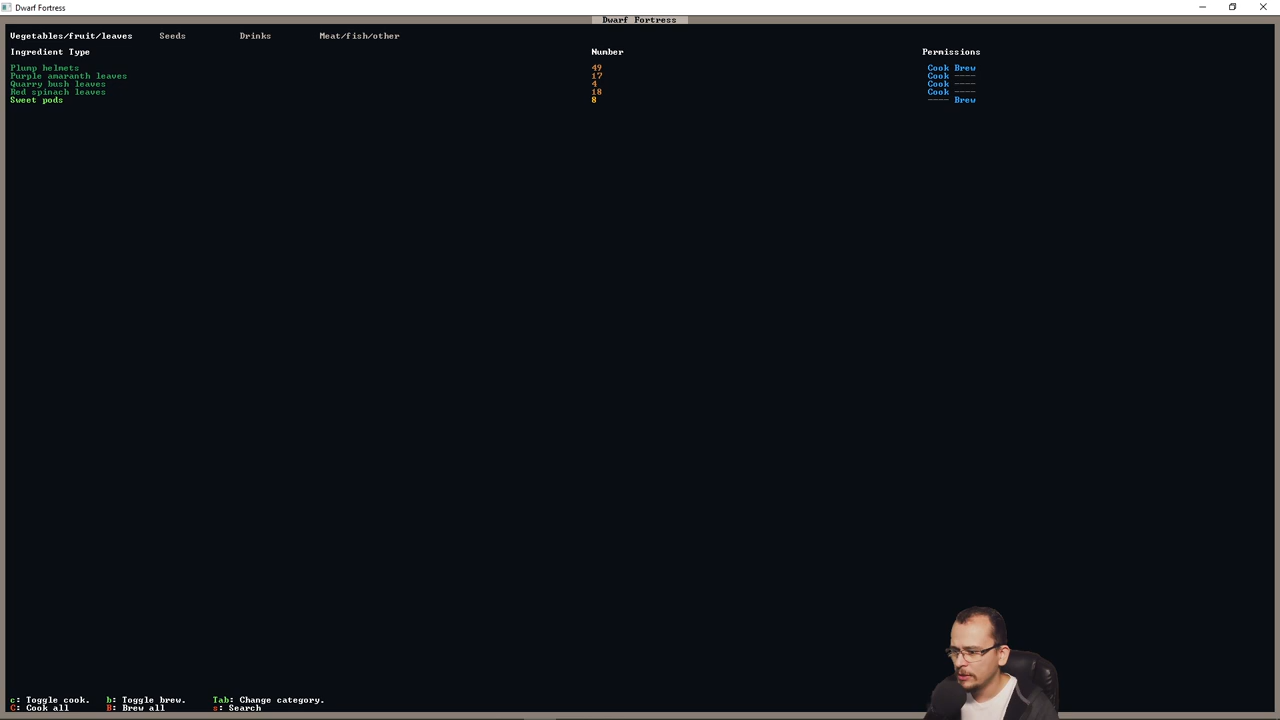 Dwarf Fortress
Dwarf Fortress
Vegetables/fruit/leaves Seeds Drinks Meat/fish/other
Ingredient Type Number Permissions
Plump helmets 49 Cook Brew
Purple amaranth leaves 17 Cook ----
Quarry bush leaves 4 Cook ----
Red spinach leaves 18 Cook ----
Sweet pods 8 ---- Brew
c: Toggle cook. b: Toggle brew. Tab: Change category.
C: Cook all B: Brew all s: Search